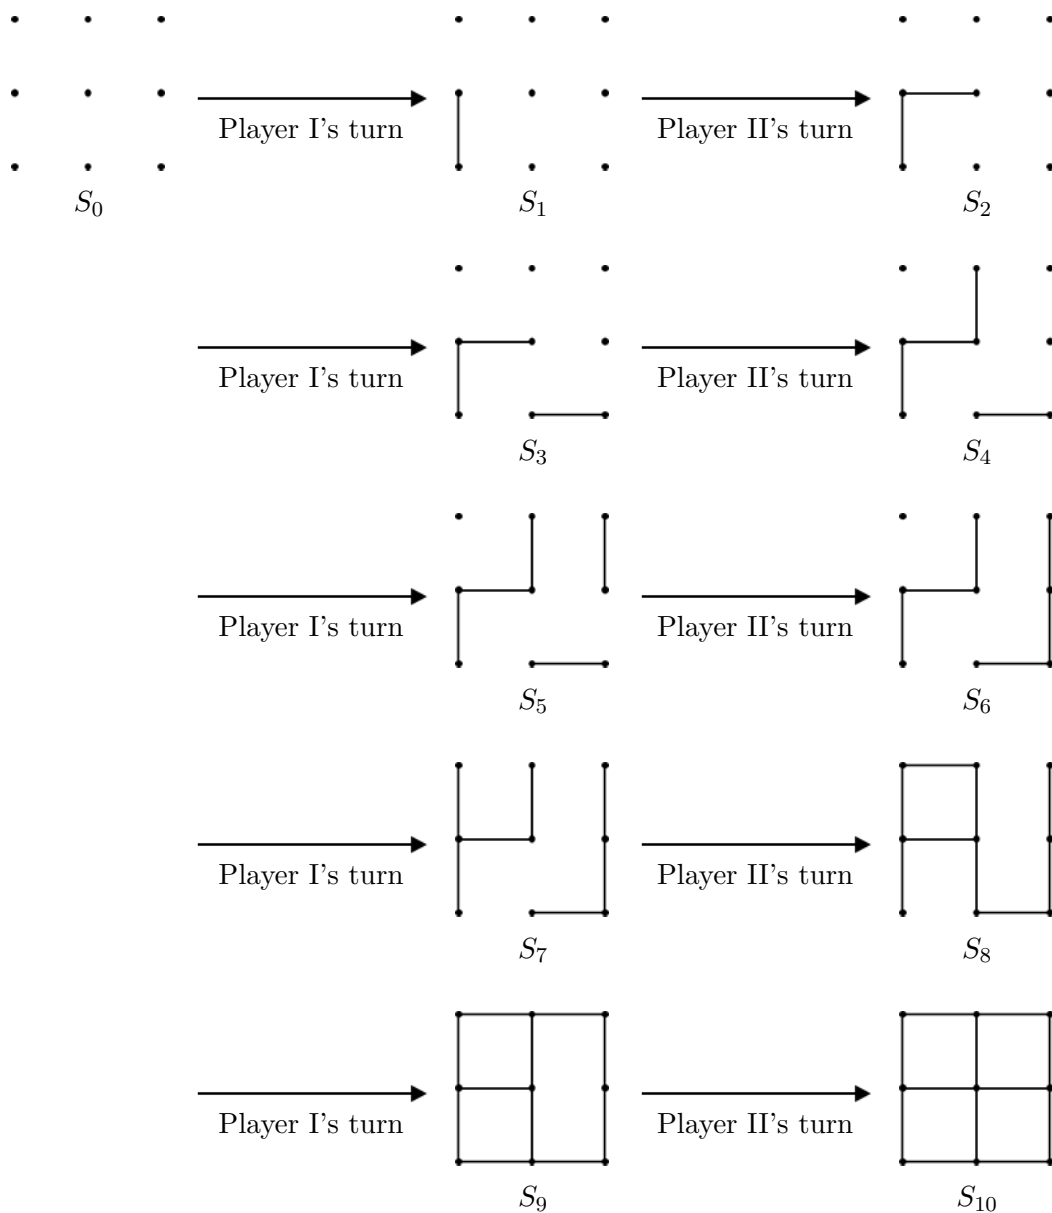 Player I's turn
Player II's turn
S₀
S₁
S₂
Player I's turn
Player II's turn
S₃
S₄
Player I's turn
Player II's turn
S₅
S₆
Player I's turn
Player II's turn
S₇
S₈
Player I's turn
Player II's turn
S₉
S₁₀